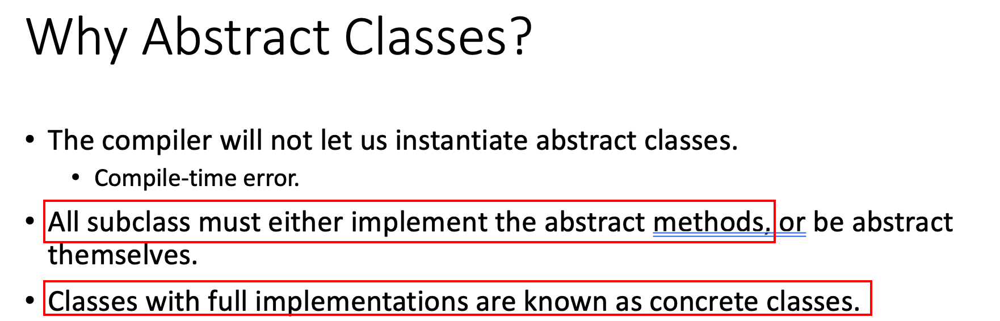 Why Abstract Classes?
• The compiler will not let us instantiate abstract classes.
• Compile-time error.
• All subclass must either implement the abstract methods, or be abstract
themselves.
• Classes with full implementations are known as concrete classes.